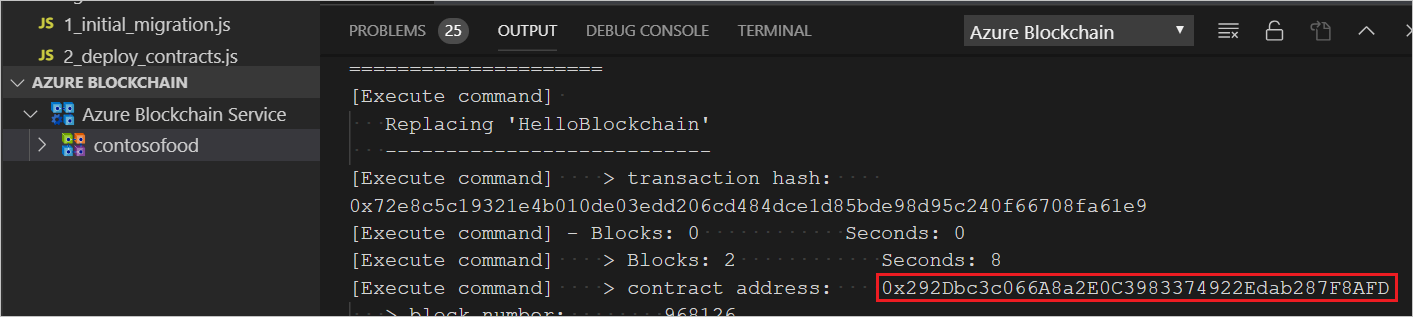 JS 1_initial_migration.js
JS 2_deploy_contracts.js
AZURE BLOCKCHAIN
Azure Blockchain Service
contosofood
PROBLEMS 25 OUTPUT DEBUG CONSOLE TERMINAL Azure Blockchain
=====================
[Execute command]
Replacing 'HelloBlockchain'
---------------------------
[Execute command] > transaction hash:
0x72e8c5c19321e4b010de03edd206cd484dce1d85bde98d95c240f66708fa61e9
[Execute command] - Blocks: 0 Seconds: 0
[Execute command] > Blocks: 2 Seconds: 8
[Execute command] > contract address: 0x292Dbc3c066A8a2E0C3983374922Edab287F8AFD
> block number: 968126